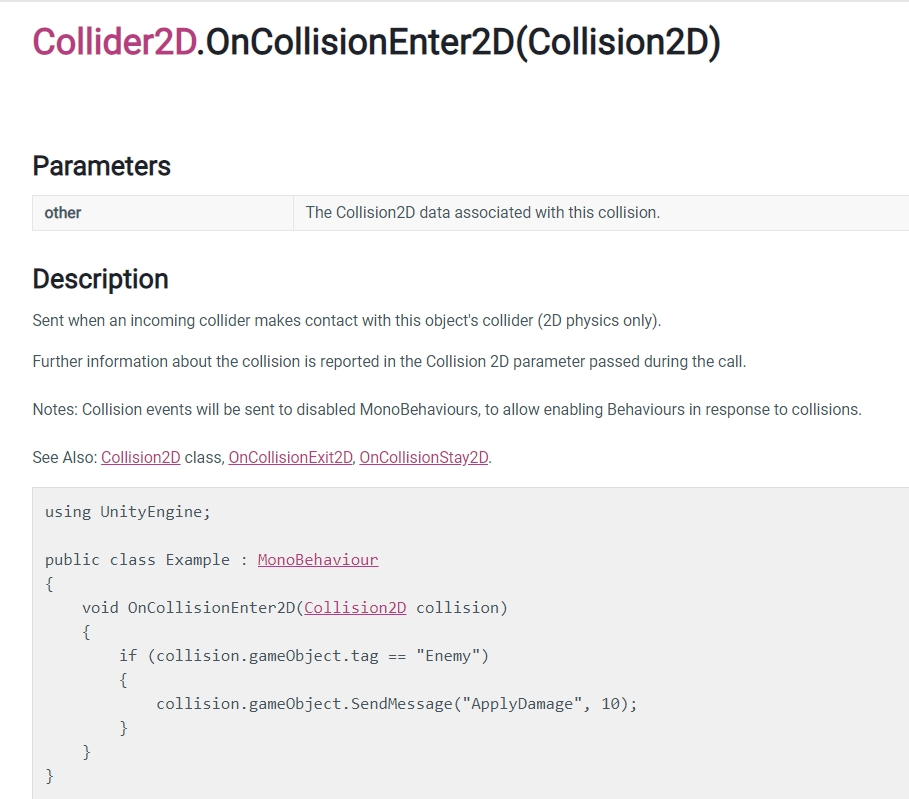 Collider2D.OnCollisionEnter2D(Collision2D)
Parameters
other The Collision2D data associated with this collision.
Description
Sent when an incoming collider makes contact with this object's collider (2D physics only).
Further information about the collision is reported in the Collision 2D parameter passed during the call.
Notes: Collision events will be sent to disabled MonoBehaviours, to allow enabling Behaviours in response to collisions.
See Also: Collision2D class, OnCollisionExit2D, OnCollisionStay2D.
using UnityEngine;
public class Example : MonoBehaviour
{
    void OnCollisionEnter2D(Collision2D collision)
    {
        if (collision.gameObject.tag == "Enemy")
        {
            collision.gameObject.SendMessage("ApplyDamage", 10);
        }
    }
}